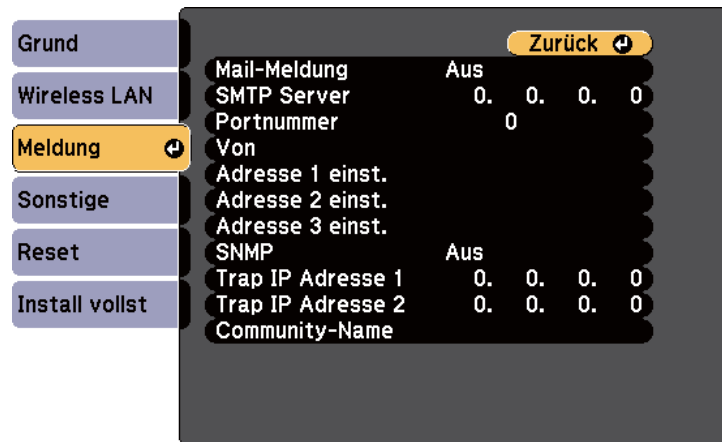 Grund
Wireless LAN
Meldung
Sonstige
Reset
Install vollst
Zurück
Mail-Meldung Aus
SMTP Server 0. 0. 0. 0
Portnummer 0
Von
Adresse 1 einst.
Adresse 2 einst.
Adresse 3 einst.
SNMP Aus
Trap IP Adresse 1 0. 0. 0. 0
Trap IP Adresse 2 0. 0. 0. 0
Community-Name